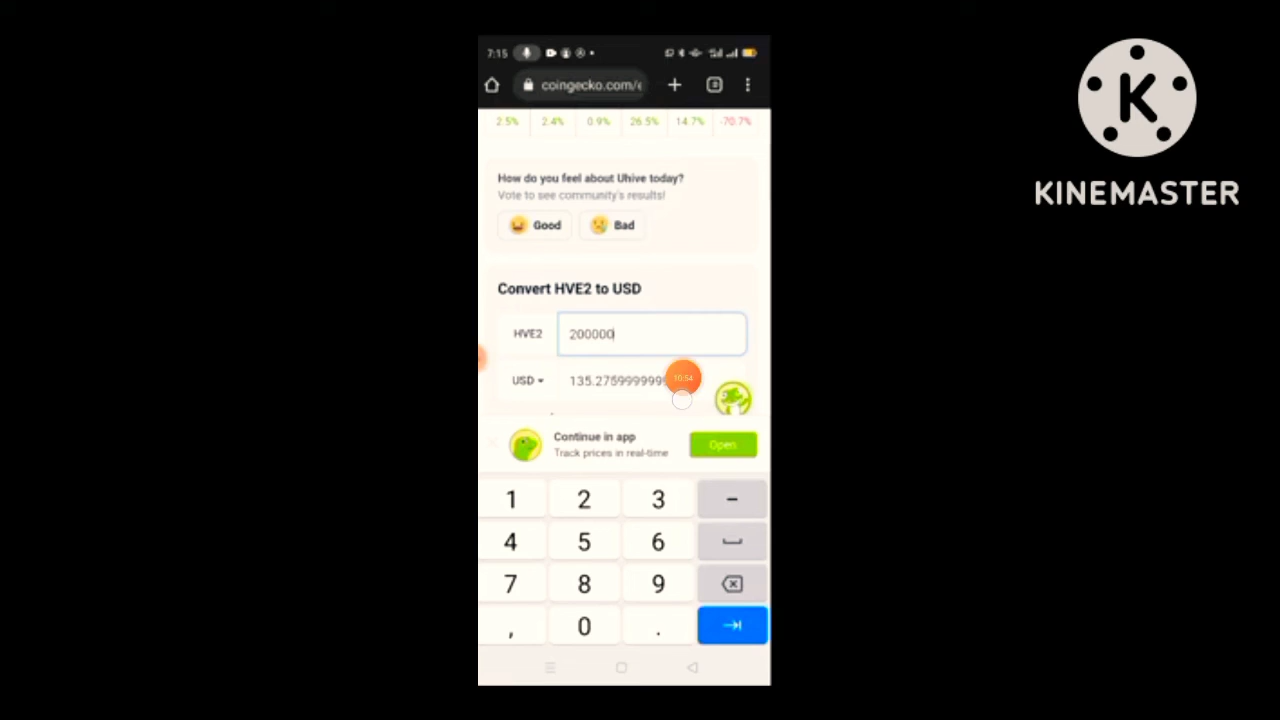 7:15
coingecko.com/e
2.5% 2.4% 0.9% 26.5% 14.7% -70.7%
How do you feel about Uhive today?
Vote to see community's results!
Good Bad
Convert HVE2 to USD
HVE2 200000
USD 135.2759999999
10:54
Continue in app
Track prices in real-time
Open
1 2 3 -
4 5 6
7 8 9
, 0 .
K
KINEMASTER